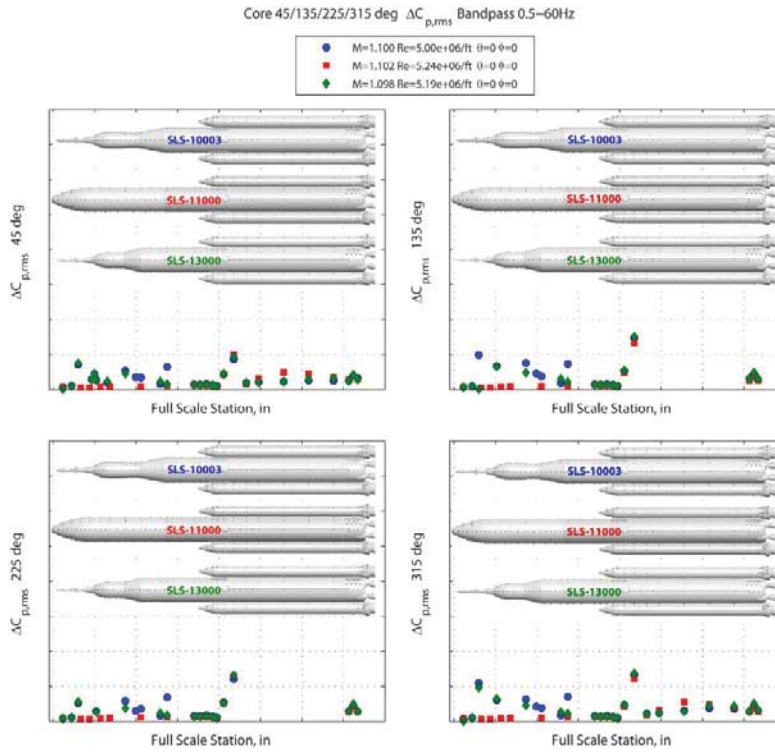 Core 45/135/225/315 deg ΔCp,rms Bandpass 0.5–60Hz
M=1.100 Re=5.00e+06/ft θ=0 ϕ=0
M=1.102 Re=5.24e+06/ft θ=0 ϕ=0
M=1.098 Re=5.19e+06/ft θ=0 ϕ=0
ΔCp,rms 45 deg
SLS-10003
SLS-11000
SLS-13000
Full Scale Station, in
ΔCp,rms 135 deg
SLS-10003
SLS-11000
SLS-13000
Full Scale Station, in
ΔCp,rms 225 deg
SLS-10003
SLS-11000
SLS-13000
Full Scale Station, in
ΔCp,rms 315 deg
SLS-10003
SLS-11000
SLS-13000
Full Scale Station, in